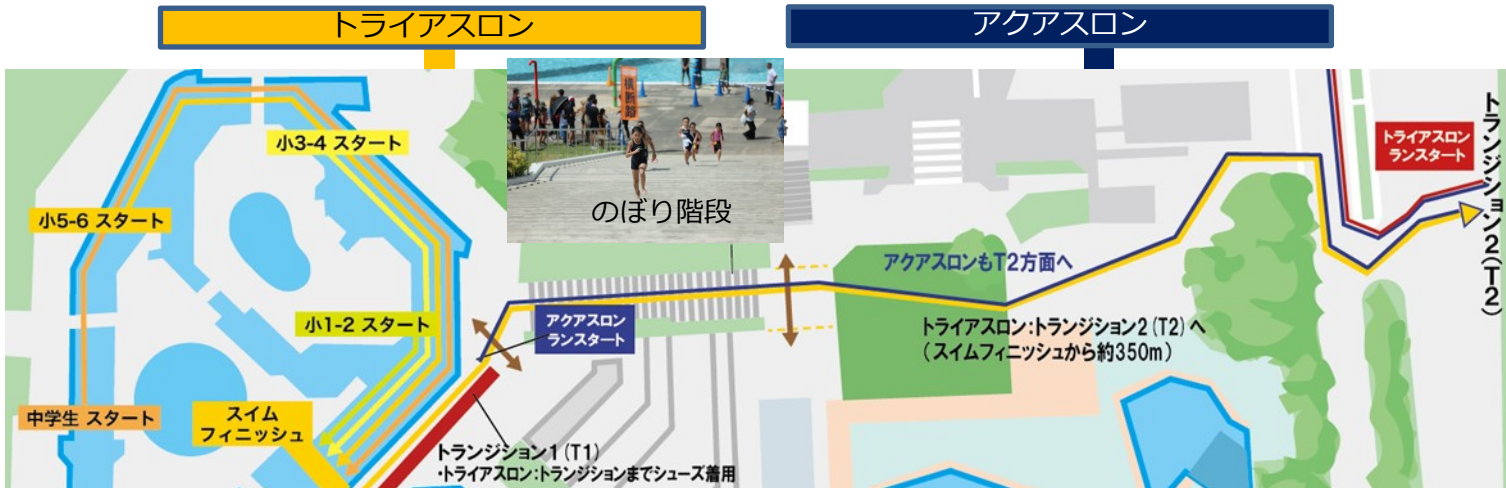 トライアスロン
アクアスロン
横断路
のぼり階段
小3-4 スタート
小5-6 スタート
小1-2 スタート
中学生 スタート
スイム
フィニッシュ
アクアスロン
ランスタート
トランジション1(T1)
・トライアスロン:トランジションまでシューズ着用
アクアスロンもT2方面へ
トライアスロン:トランジション2(T2)へ
(スイムフィニッシュから約350m)
トライアスロン
ランスタート
トランジション2(T2)